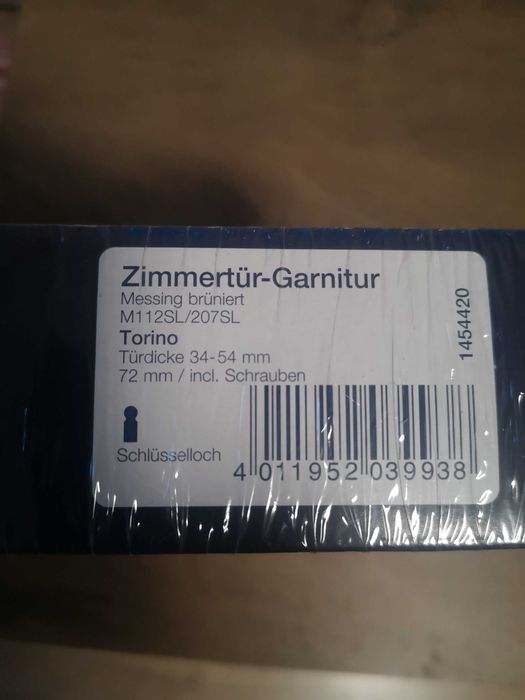 Zimmertür-Garnitur
Messing brüniert
M112SL/207SL
Torino
Türdicke 34-54 mm
72 mm / incl. Schrauben
Schlüsselloch
4 011952 039938
1454420